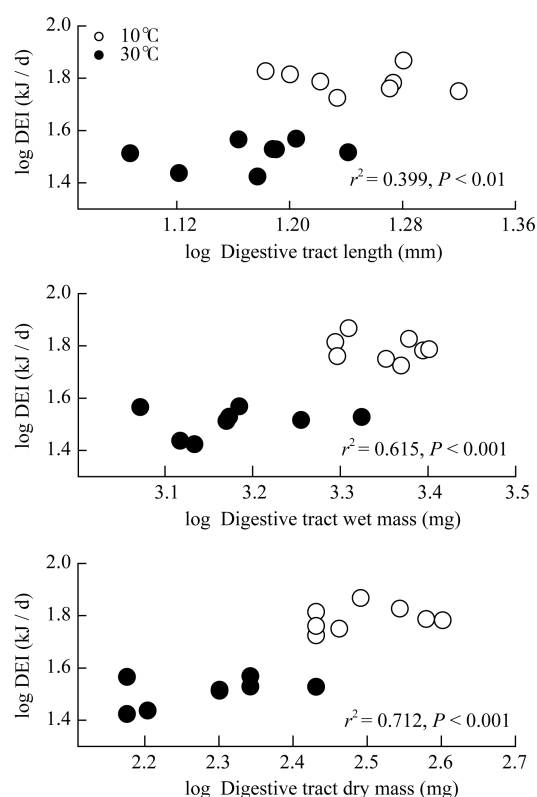 2.0
10℃
30℃
1.8
1.6
1.4
log DEI (kJ / d)
r² = 0.399, P < 0.01
1.12 1.20 1.28 1.36
log Digestive tract length (mm)
2.0
1.8
1.6
1.4
log DEI (kJ / d)
r² = 0.615, P < 0.001
3.1 3.2 3.3 3.4 3.5
log Digestive tract wet mass (mg)
2.0
1.8
1.6
1.4
log DEI (kJ / d)
r² = 0.712, P < 0.001
2.2 2.3 2.4 2.5 2.6 2.7
log Digestive tract dry mass (mg)